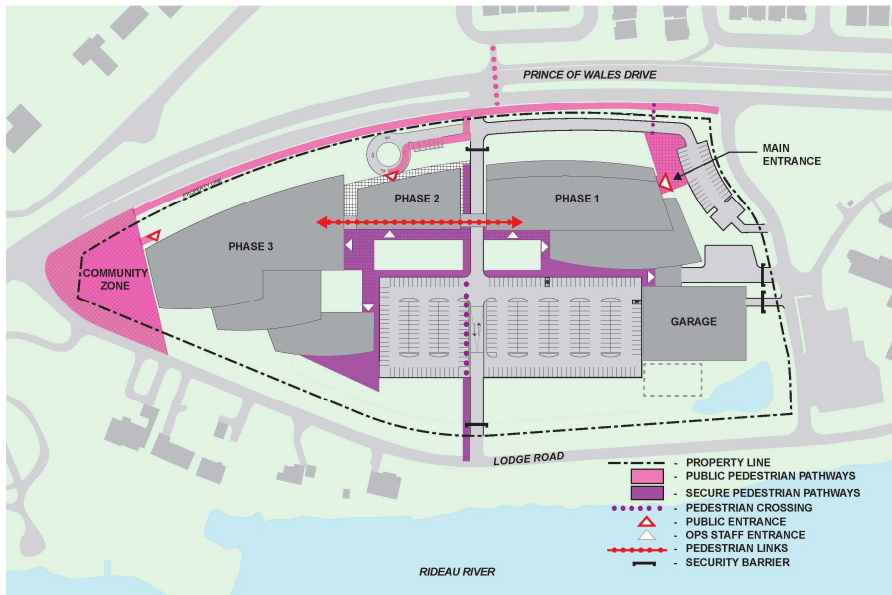 PRINCE OF WALES DRIVE
MAIN
ENTRANCE
PROPERTY LINE
PHASE 2
PHASE 1
PHASE 3
COMMUNITY
ZONE
GARAGE
LODGE ROAD
- PROPERTY LINE
- PUBLIC PEDESTRIAN PATHWAYS
- SECURE PEDESTRIAN PATHWAYS
- PEDESTRIAN CROSSING
- PUBLIC ENTRANCE
- OPS STAFF ENTRANCE
- PEDESTRIAN LINKS
- SECURITY BARRIER
RIDEAU RIVER